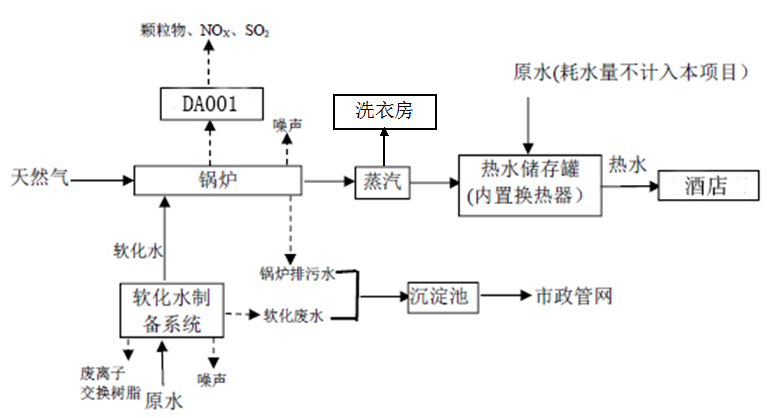 颗粒物、NOX、SO2
原水(耗水量不计入本项目）
DA001
洗衣房
噪声
天然气
锅炉
蒸汽
热水储存罐
(内置换热器）
热水
酒店
软化水
锅炉排污水
软化水制
备系统
软化废水
沉淀池
市政管网
废离子
交换树脂
原水
噪声